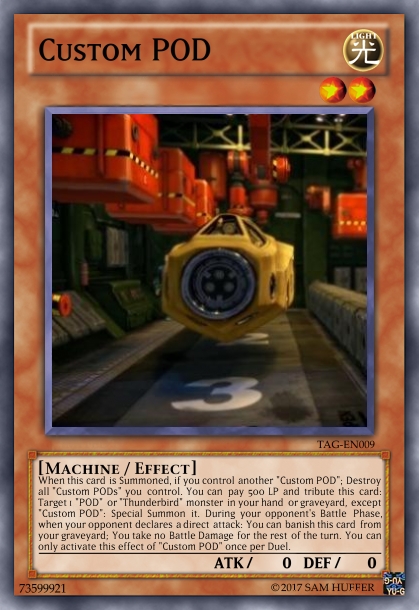 Custom POD
LIGHT
光
3
TAG-EN009
[Machine / Effect]
When this card is Summoned, if you control another "Custom POD"; Destroy
all "Custom PODs" you control. You can pay 500 LP and tribute this card:
Target 1 "POD" or "Thunderbird" monster in your hand or graveyard, except
"Custom POD": Special Summon it. During your opponent's Battle Phase,
when your opponent declares a direct attack: You can banish this card from
your graveyard; You take no Battle Damage for the rest of the turn. You can
only activate this effect of "Custom POD" once per Duel.
ATK / 0 DEF / 0
73599921 ©2017 SAM HUFFER